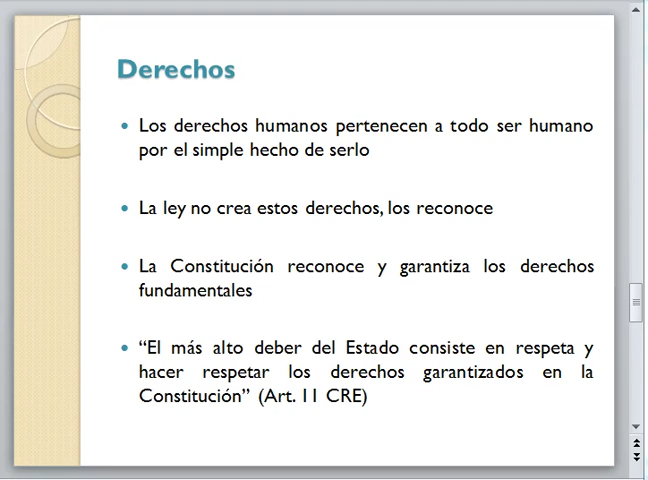 Derechos
• Los derechos humanos pertenecen a todo ser humano
por el simple hecho de serlo
• La ley no crea estos derechos, los reconoce
• La Constitución reconoce y garantiza los derechos
fundamentales
• “El más alto deber del Estado consiste en respeta y
hacer respetar los derechos garantizados en la
Constitución” (Art. 11 CRE)